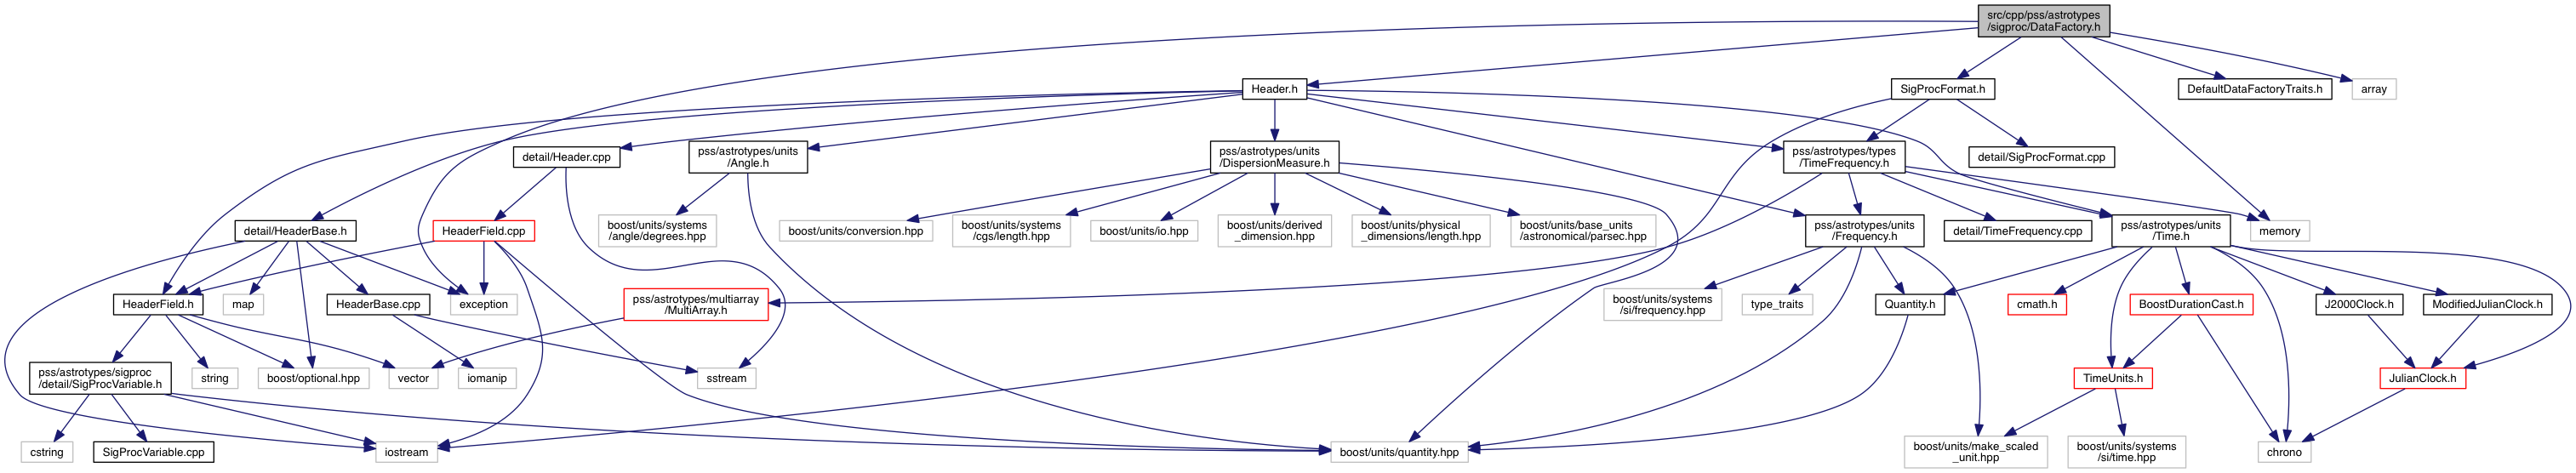 src/cpp/pss/astrotypes
/sigproc/DataFactory.h
Header.h
SigProcFormat.h
DefaultDataFactoryTraits.h
array
detail/Header.cpp
pss/astrotypes/units
/Angle.h
pss/astrotypes/units
/DispersionMeasure.h
pss/astrotypes/types
/TimeFrequency.h
detail/SigProcFormat.cpp
detail/HeaderBase.h
HeaderField.cpp
boost/units/systems
/angle/degrees.hpp
boost/units/conversion.hpp
boost/units/systems
/cgs/length.hpp
boost/units/io.hpp
boost/units/derived
_dimension.hpp
boost/units/physical
_dimensions/length.hpp
boost/units/base_units
/astronomical/parsec.hpp
pss/astrotypes/units
/Frequency.h
detail/TimeFrequency.cpp
pss/astrotypes/units
/Time.h
memory
HeaderField.h
map
HeaderBase.cpp
exception
pss/astrotypes/multiarray
/MultiArray.h
boost/units/systems
/si/frequency.hpp
type_traits
Quantity.h
cmath.h
BoostDurationCast.h
J2000Clock.h
ModifiedJulianClock.h
pss/astrotypes/sigproc
/detail/SigProcVariable.h
string
boost/optional.hpp
vector
iomanip
sstream
TimeUnits.h
JulianClock.h
cstring
SigProcVariable.cpp
iostream
boost/units/quantity.hpp
boost/units/make_scaled
_unit.hpp
boost/units/systems
/si/time.hpp
chrono